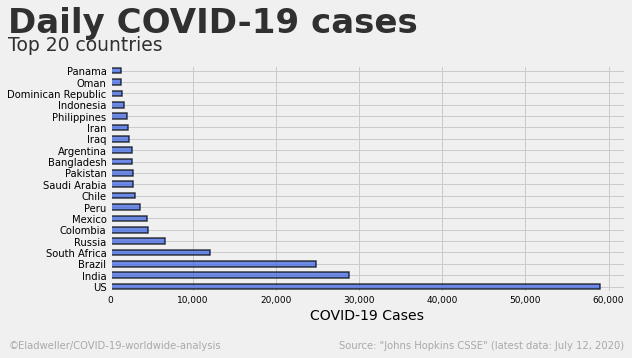 Daily COVID-19 cases
Top 20 countries
Panama
Oman
Dominican Republic
Indonesia
Philippines
Iran
Iraq
Argentina
Bangladesh
Pakistan
Saudi Arabia
Chile
Peru
Mexico
Colombia
Russia
South Africa
Brazil
India
US
0 10,000 20,000 30,000 40,000 50,000 60,000
COVID-19 Cases
©Eladweller/COVID-19-worldwide-analysis Source: "Johns Hopkins CSSE" (latest data: July 12, 2020)